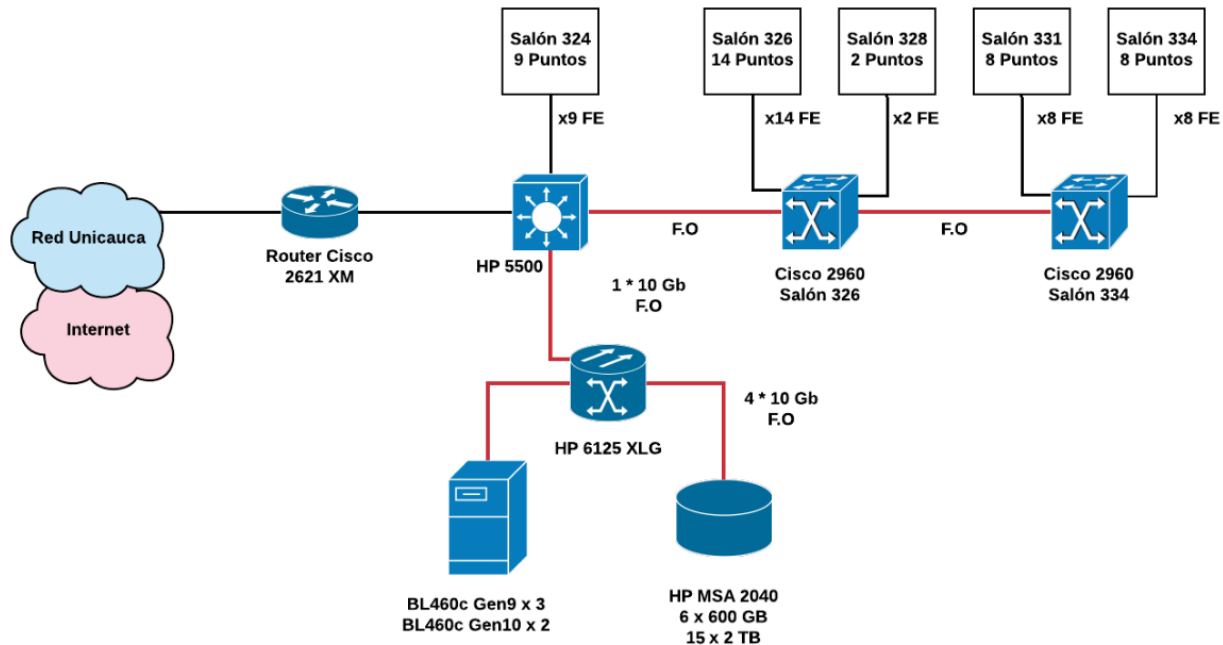 Salón 324
9 Puntos
Salón 326
14 Puntos
Salón 328
2 Puntos
Salón 331
8 Puntos
Salón 334
8 Puntos
x9 FE
x14 FE
x2 FE
x8 FE
x8 FE
Red Unicauca
Internet
Router Cisco
2621 XM
HP 5500
F.O
F.O
Cisco 2960
Salón 326
Cisco 2960
Salón 334
1 * 10 Gb
F.O
4 * 10 Gb
F.O
HP 6125 XLG
BL460c Gen9 x 3
BL460c Gen10 x 2
HP MSA 2040
6 x 600 GB
15 x 2 TB